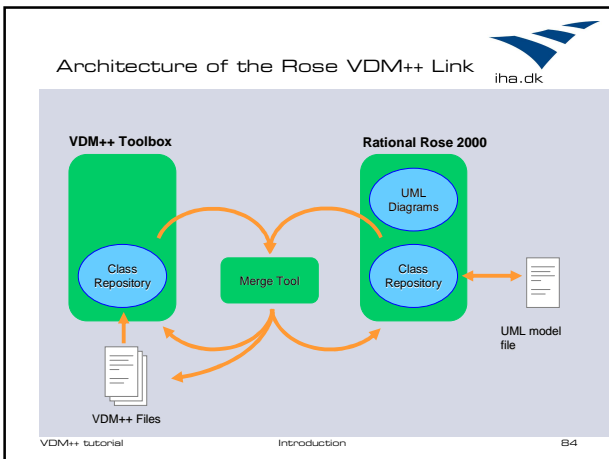 Architecture of the Rose VDM++ Link
iha.dk
VDM++ Toolbox
Rational Rose 2000
UML
Diagrams
Class
Repository
Merge Tool
Class
Repository
UML model
file
VDM++ Files
VDM++ tutorial
Introduction
84